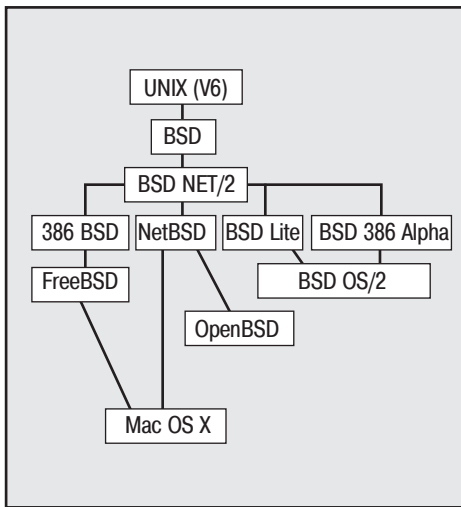 UNIX (V6)
BSD
BSD NET/2
386 BSD
NetBSD
BSD Lite
BSD 386 Alpha
FreeBSD
BSD OS/2
OpenBSD
Mac OS X